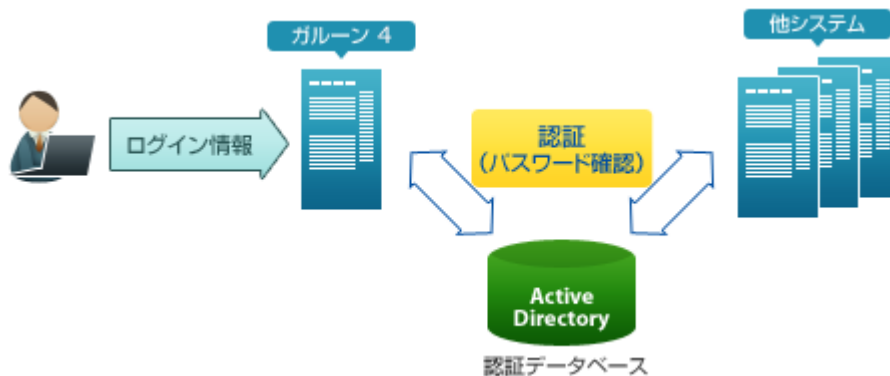 ガルーン 4
他システム
ログイン情報
認証
（パスワード確認）
Active
Directory
認証データベース